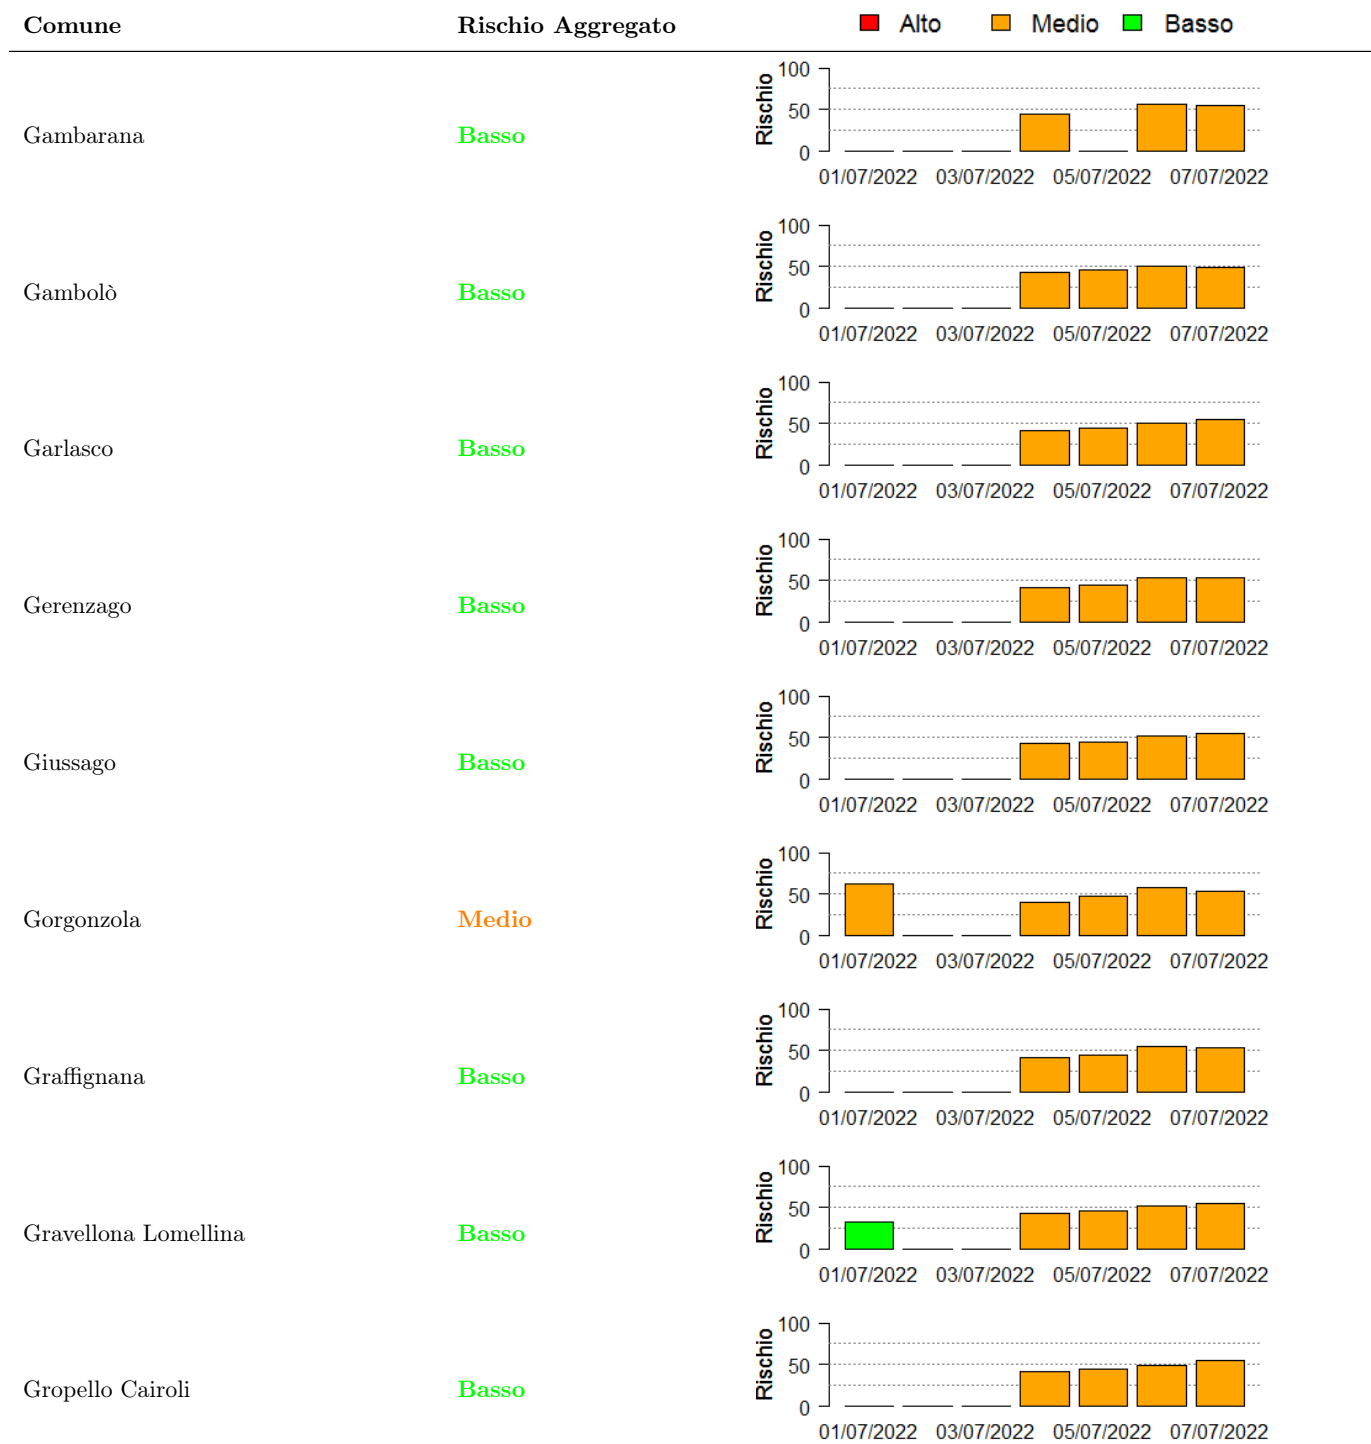 Comune Rischio Aggregato Alto Medio Basso
100
50
0
Rischio
Gambarana Basso
01/07/2022 03/07/2022 05/07/2022 07/07/2022
100
50
0
Rischio
Gambolò Basso
01/07/2022 03/07/2022 05/07/2022 07/07/2022
100
50
0
Rischio
Garlasco Basso
01/07/2022 03/07/2022 05/07/2022 07/07/2022
100
50
0
Rischio
Gerenzago Basso
01/07/2022 03/07/2022 05/07/2022 07/07/2022
100
50
0
Rischio
Giussago Basso
01/07/2022 03/07/2022 05/07/2022 07/07/2022
100
50
0
Rischio
Gorgonzola Medio
01/07/2022 03/07/2022 05/07/2022 07/07/2022
100
50
0
Rischio
Graffignana Basso
01/07/2022 03/07/2022 05/07/2022 07/07/2022
100
50
0
Rischio
Gravellona Lomellina Basso
01/07/2022 03/07/2022 05/07/2022 07/07/2022
100
50
0
Rischio
Gropello Cairoli Basso
01/07/2022 03/07/2022 05/07/2022 07/07/2022